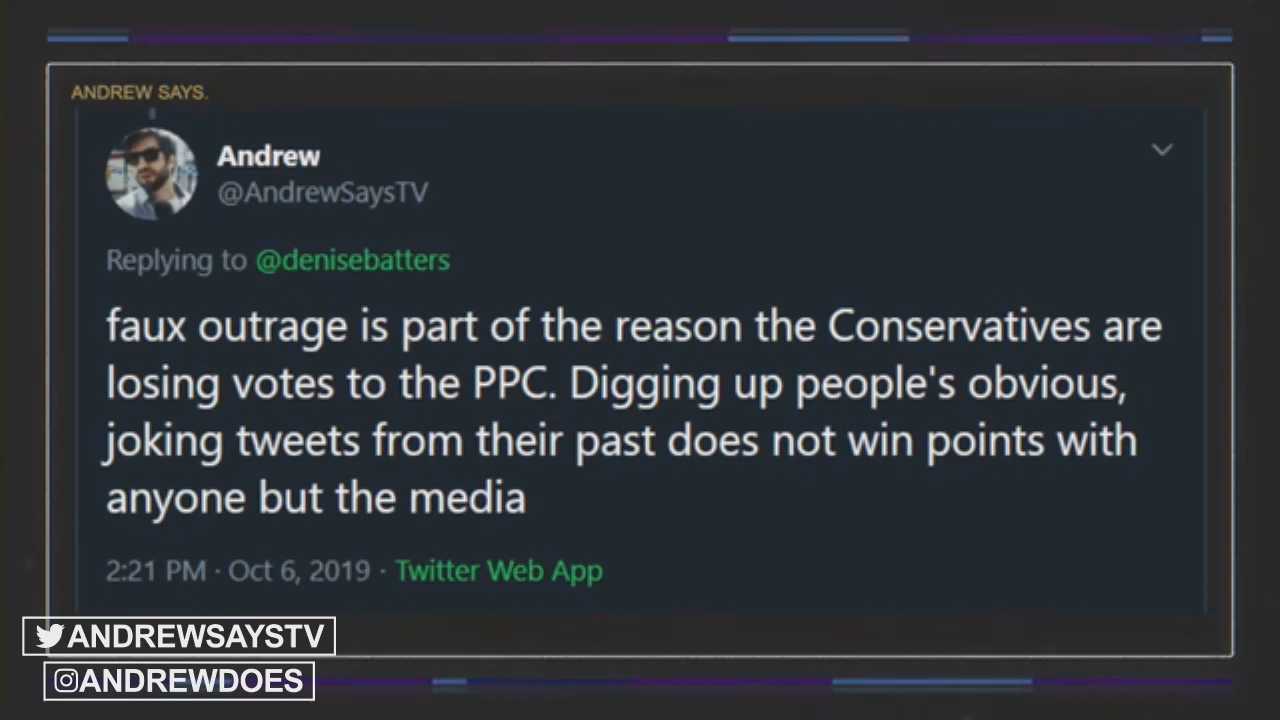 ANDREW SAYS.
Andrew
@AndrewSaysTV
Replying to @denisebatters
faux outrage is part of the reason the Conservatives are
losing votes to the PPC. Digging up people's obvious,
joking tweets from their past does not win points with
anyone but the media
2:21 PM · Oct 6, 2019 · Twitter Web App
ANDREWSAYSTV
ANDREWDOES